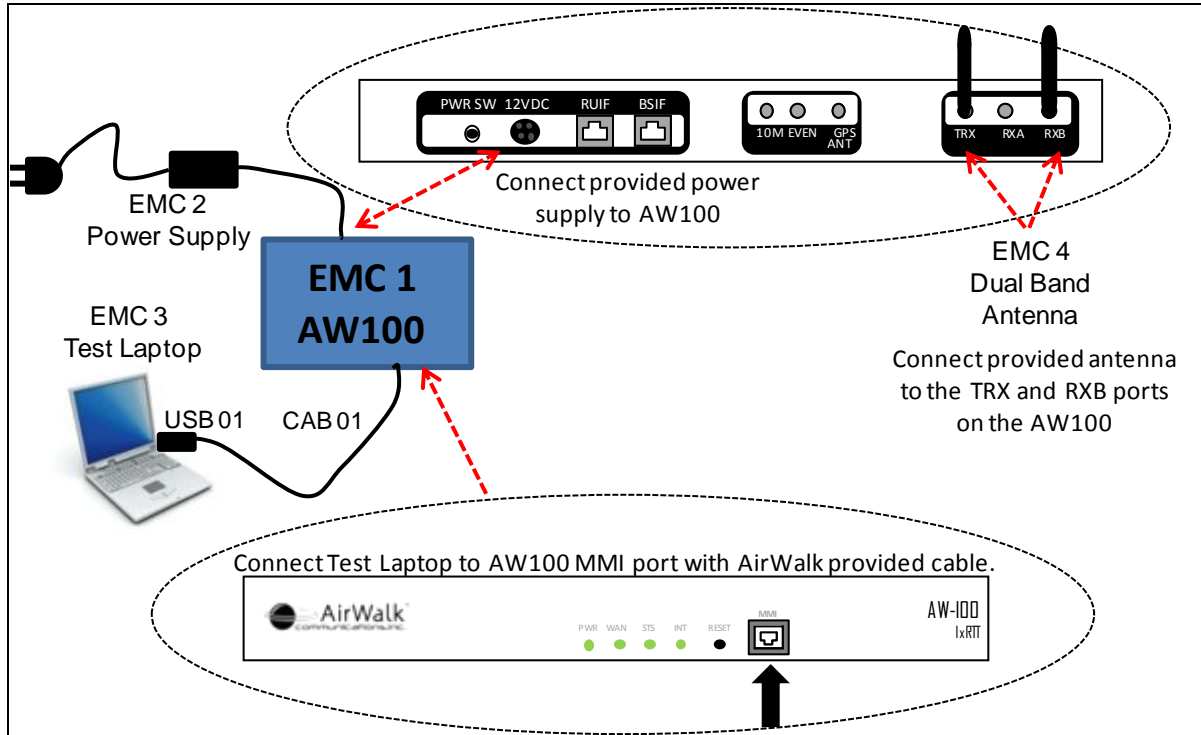 PWR SW 12VDC RUIF BSIF
10M EVEN GPS
ANT
TRX RXA RXB
Connect provided power
supply to AW100
EMC 2
Power Supply
EMC 1
AW100
EMC 4
Dual Band
Antenna
Connect provided antenna
to the TRX and RXB ports
on the AW100
EMC 3
Test Laptop
USB 01 CAB 01
Connect Test Laptop to AW100 MMI port with AirWalk provided cable.
AirWalk
communications,inc.
PWR WAN STS INT RESET MMI
AW-100
1xRTT